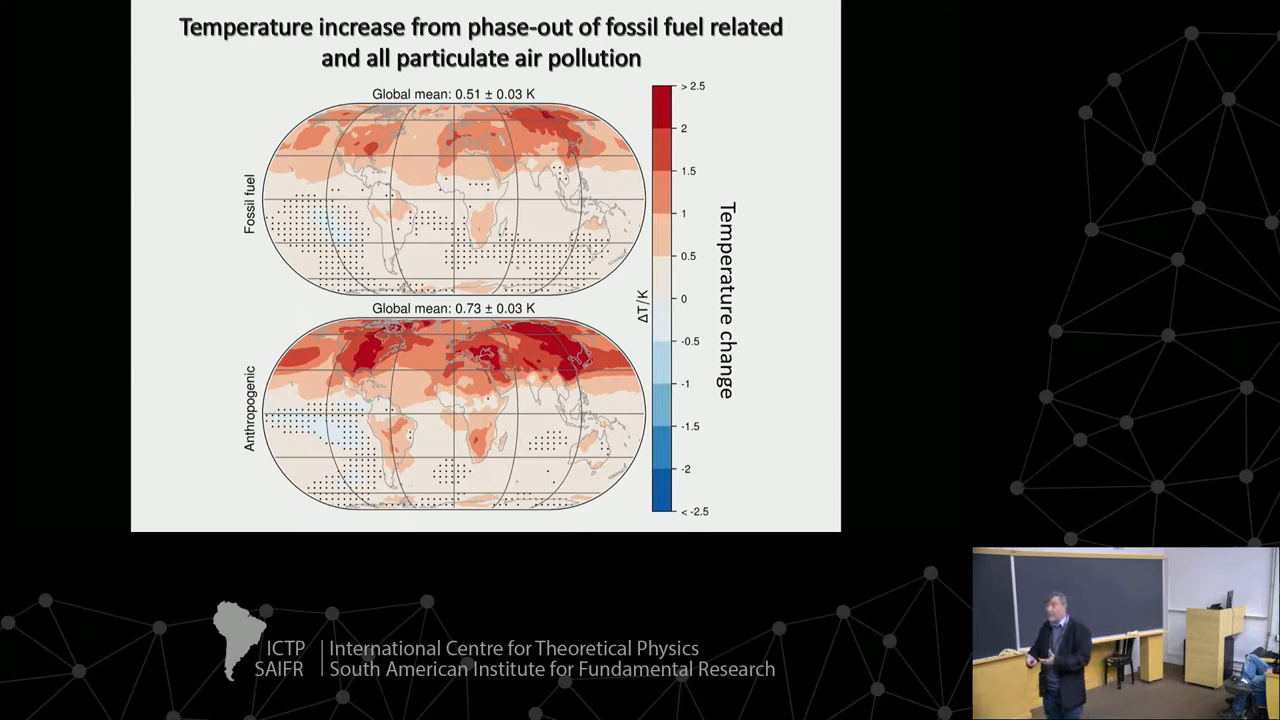 Temperature increase from phase-out of fossil fuel related
and all particulate air pollution
Global mean: 0.51 ± 0.03 K
Fossil fuel
Global mean: 0.73 ± 0.03 K
Anthropogenic
> 2.5
2
1.5
1
0.5
0
-0.5
-1
-1.5
-2
< -2.5
ΔT/K
Temperature change
ICTP
SAIFR
International Centre for Theoretical Physics
South American Institute for Fundamental Research